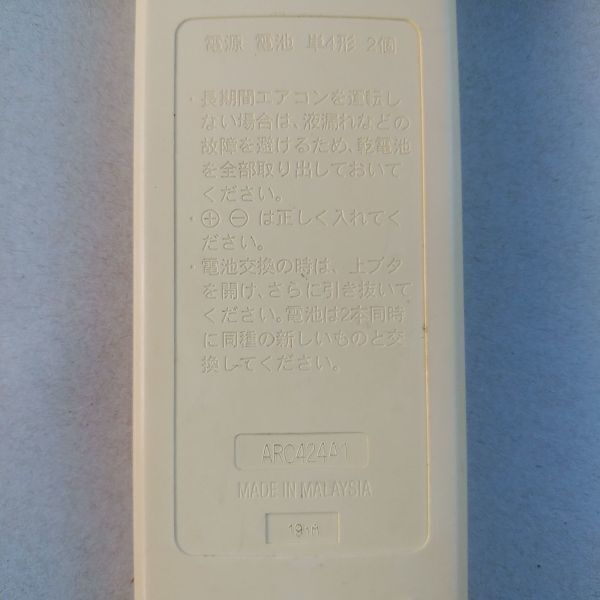 電源 電池 単4形 2個
・長期間エアコンを運転し
ない場合は、液漏れなどの
故障を避けるため、乾電池
を全部取り出しておいて
ください。
・⊕ ⊖ は正しく入れてく
ださい。
・電池交換の時は、上ブタ
を開け、さらに引き抜いて
ください。電池は2本同時
に同種の新しいものと交
換してください。
ARC424A1
MADE IN MALAYSIA